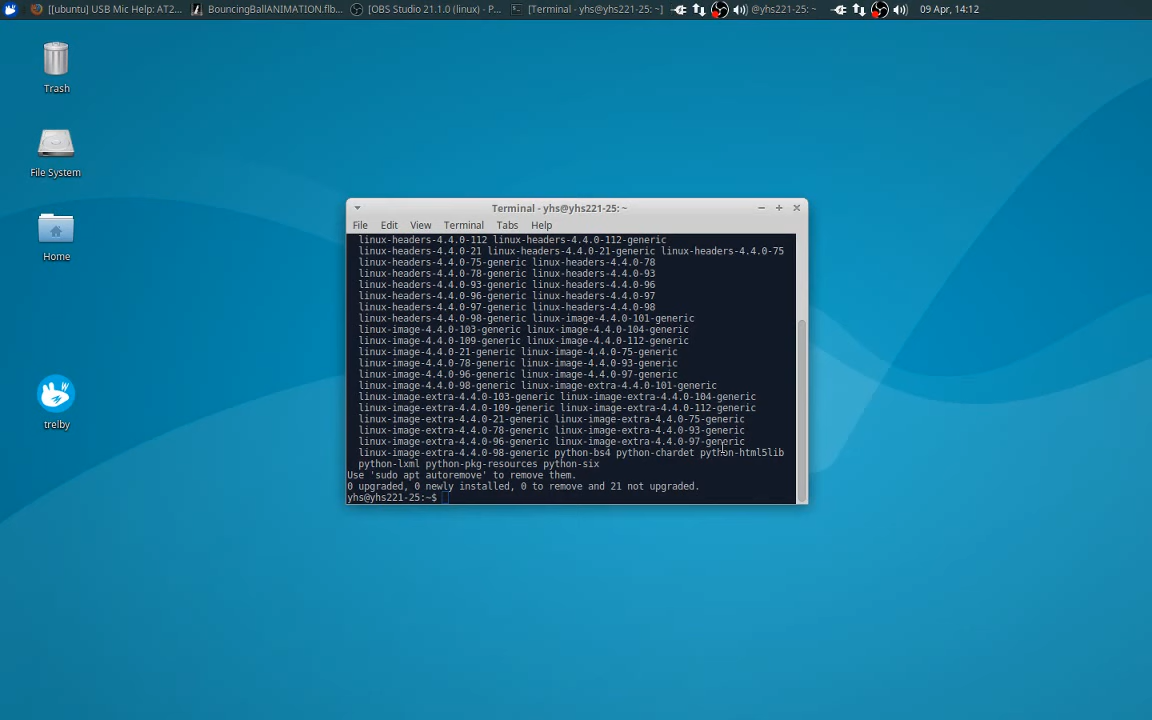 [[ubuntu] USB Mic Help: AT2...
BouncingBallANIMATION.flb...
[OBS Studio 21.1.0 (linux) - P...
[Terminal - yhs@yhs221-25: ~]
@yhs221-25: ~
09 Apr, 14:12
Trash
File System
Home
trelby
Terminal - yhs@yhs221-25: ~
File Edit View Terminal Tabs Help
linux-headers-4.4.0-112 linux-headers-4.4.0-112-generic
linux-headers-4.4.0-21 linux-headers-4.4.0-21-generic linux-headers-4.4.0-75
linux-headers-4.4.0-75-generic linux-headers-4.4.0-78
linux-headers-4.4.0-78-generic linux-headers-4.4.0-93
linux-headers-4.4.0-93-generic linux-headers-4.4.0-96
linux-headers-4.4.0-96-generic linux-headers-4.4.0-97
linux-headers-4.4.0-97-generic linux-headers-4.4.0-98
linux-headers-4.4.0-98-generic linux-image-4.4.0-101-generic
linux-image-4.4.0-103-generic linux-image-4.4.0-104-generic
linux-image-4.4.0-109-generic linux-image-4.4.0-112-generic
linux-image-4.4.0-21-generic linux-image-4.4.0-75-generic
linux-image-4.4.0-78-generic linux-image-4.4.0-93-generic
linux-image-4.4.0-96-generic linux-image-4.4.0-97-generic
linux-image-4.4.0-98-generic linux-image-extra-4.4.0-101-generic
linux-image-extra-4.4.0-103-generic linux-image-extra-4.4.0-104-generic
linux-image-extra-4.4.0-109-generic linux-image-extra-4.4.0-112-generic
linux-image-extra-4.4.0-21-generic linux-image-extra-4.4.0-75-generic
linux-image-extra-4.4.0-78-generic linux-image-extra-4.4.0-93-generic
linux-image-extra-4.4.0-96-generic linux-image-extra-4.4.0-97-generic
linux-image-extra-4.4.0-98-generic python-bs4 python-chardet python-html5lib
python-lxml python-pkg-resources python-six
Use 'sudo apt autoremove' to remove them.
0 upgraded, 0 newly installed, 0 to remove and 21 not upgraded.
yhs@yhs221-25:~$